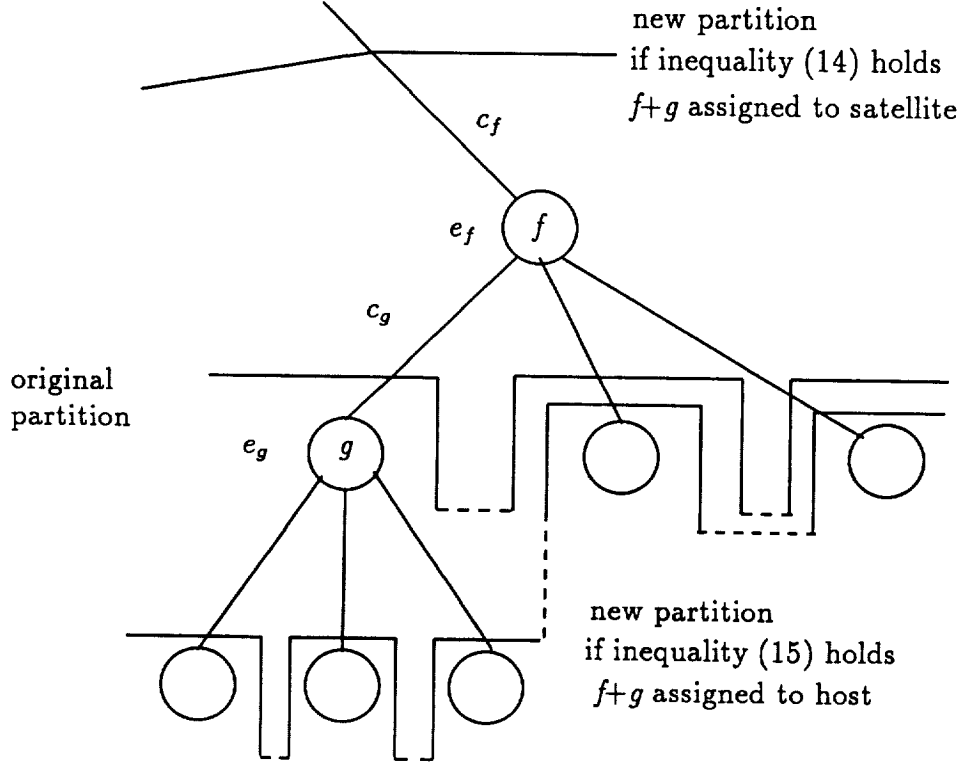 new partition
if inequality (14) holds
f+g assigned to satellite
c_f
e_f
f
c_g
original
partition
e_g
g
new partition
if inequality (15) holds
f+g assigned to host